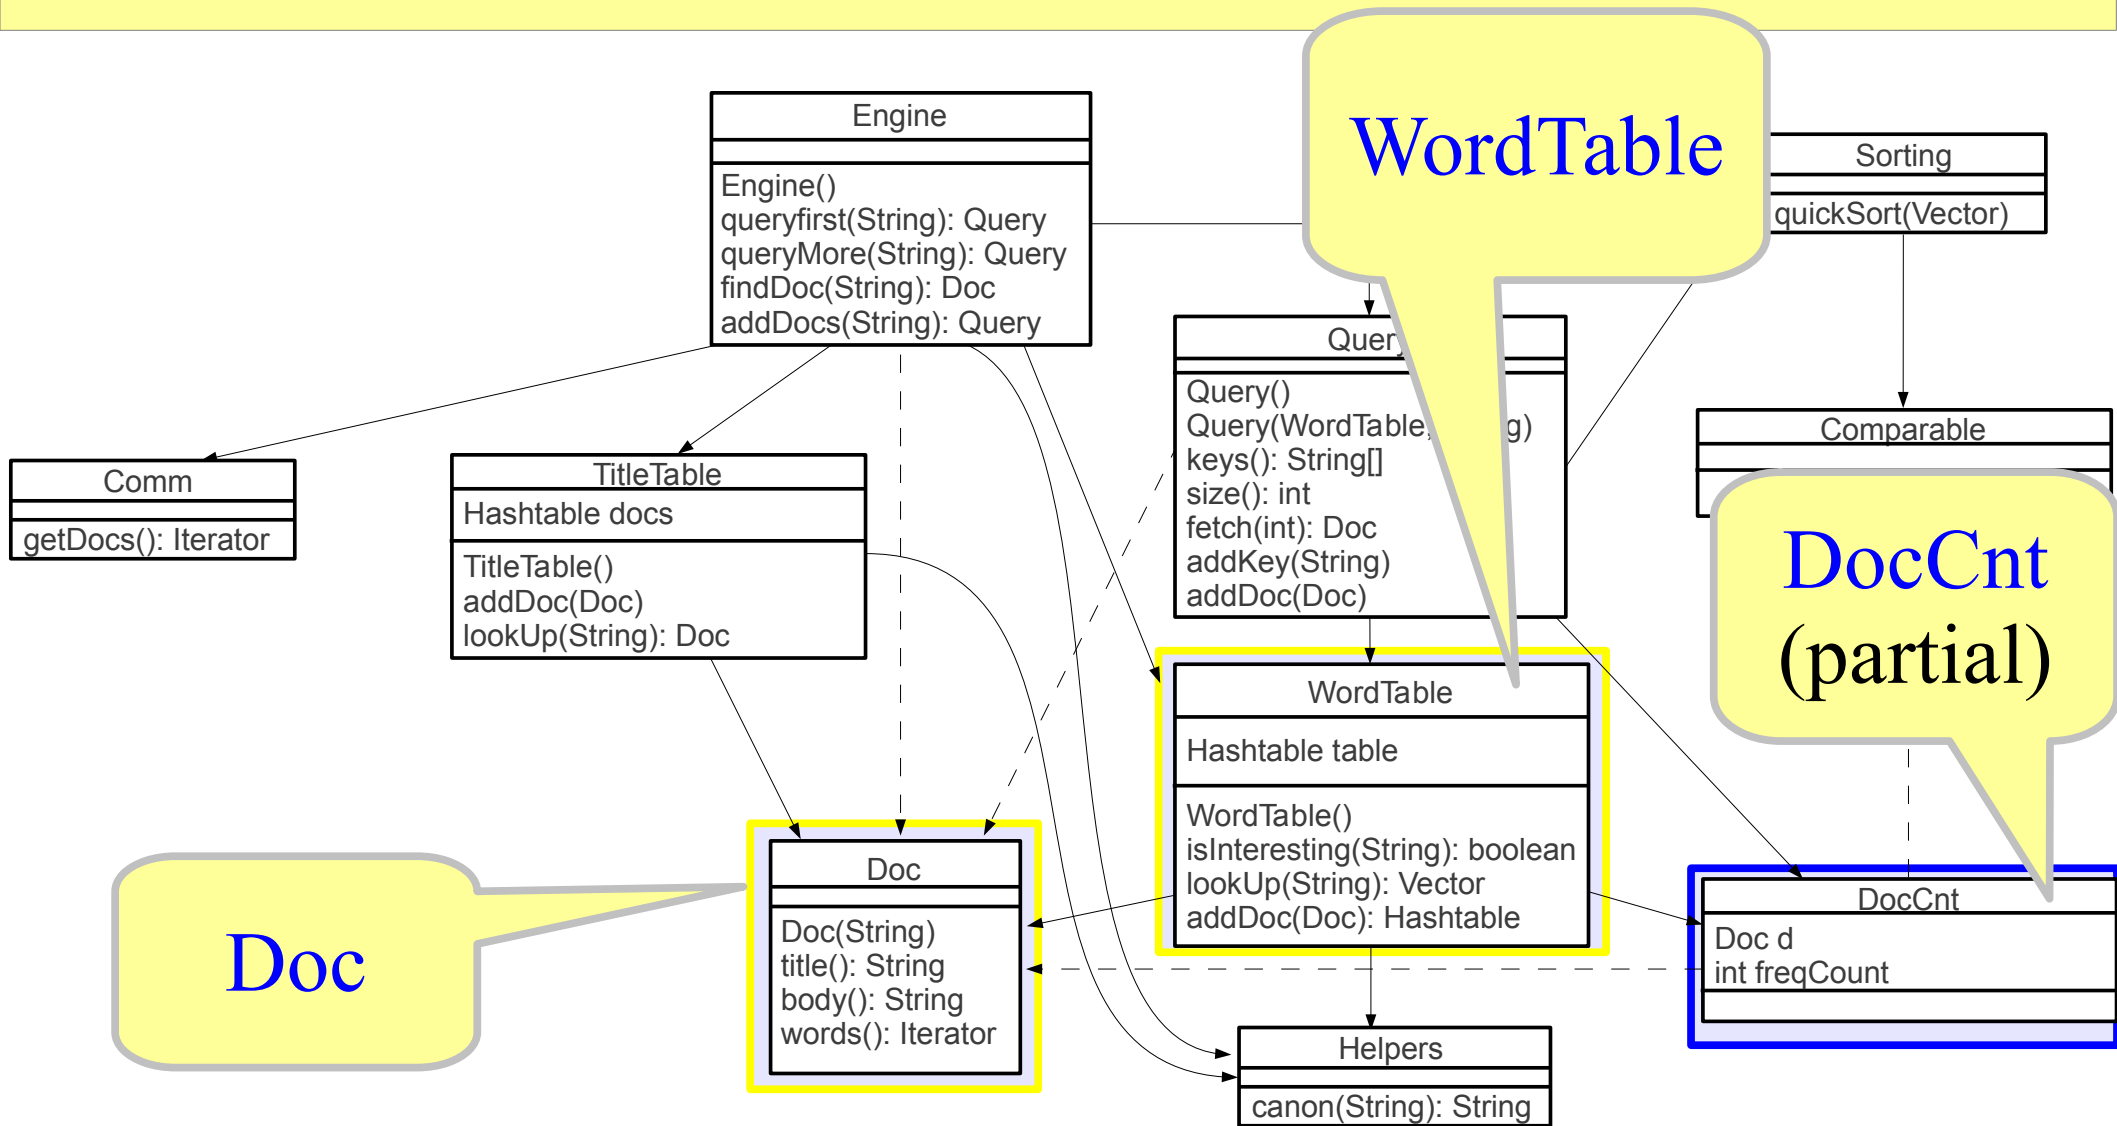 WordTable
Engine
Engine()
queryfirst(String): Query
queryMore(String): Query
findDoc(String): Doc
addDocs(String): Query
Sorting
quickSort(Vector)
Query()
Query(WordTable,
keys(): String[]
size(): int
fetch(int): Doc
addKey(String)
addDoc(Doc)
Comparable
Comm
getDocs(): Iterator
TitleTable
Hashtable docs
TitleTable()
addDoc(Doc)
lookUp(String): Doc
DocCnt
(partial)
WordTable
Hashtable table
WordTable()
isInteresting(String): boolean
lookUp(String): Vector
addDoc(Doc): Hashtable
Doc
Doc
Doc(String)
title(): String
body(): String
words(): Iterator
DocCnt
Doc d
int freqCount
Helpers
canon(String): String